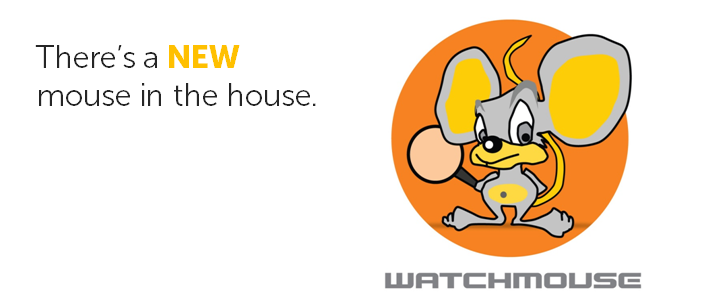 There’s a NEW
mouse in the house.
WATCHMOUSE